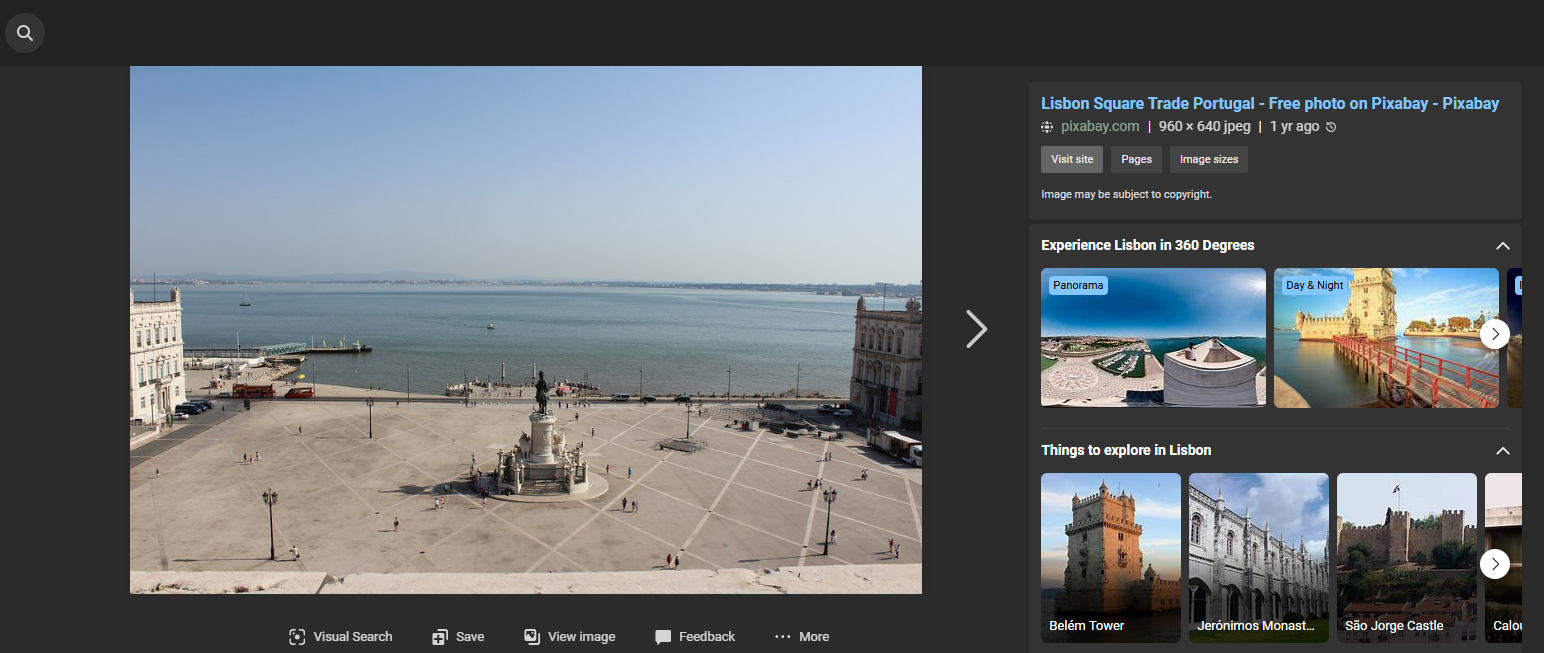 Lisbon Square Trade Portugal - Free photo on Pixabay - Pixabay
pixabay.com | 960 × 640 jpeg | 1 yr ago
Visit site Pages Image sizes
Image may be subject to copyright.
Experience Lisbon in 360 Degrees
Panorama Day & Night
Things to explore in Lisbon
Belém Tower Jerónimos Monast... São Jorge Castle
Visual Search Save View image Feedback ··· More